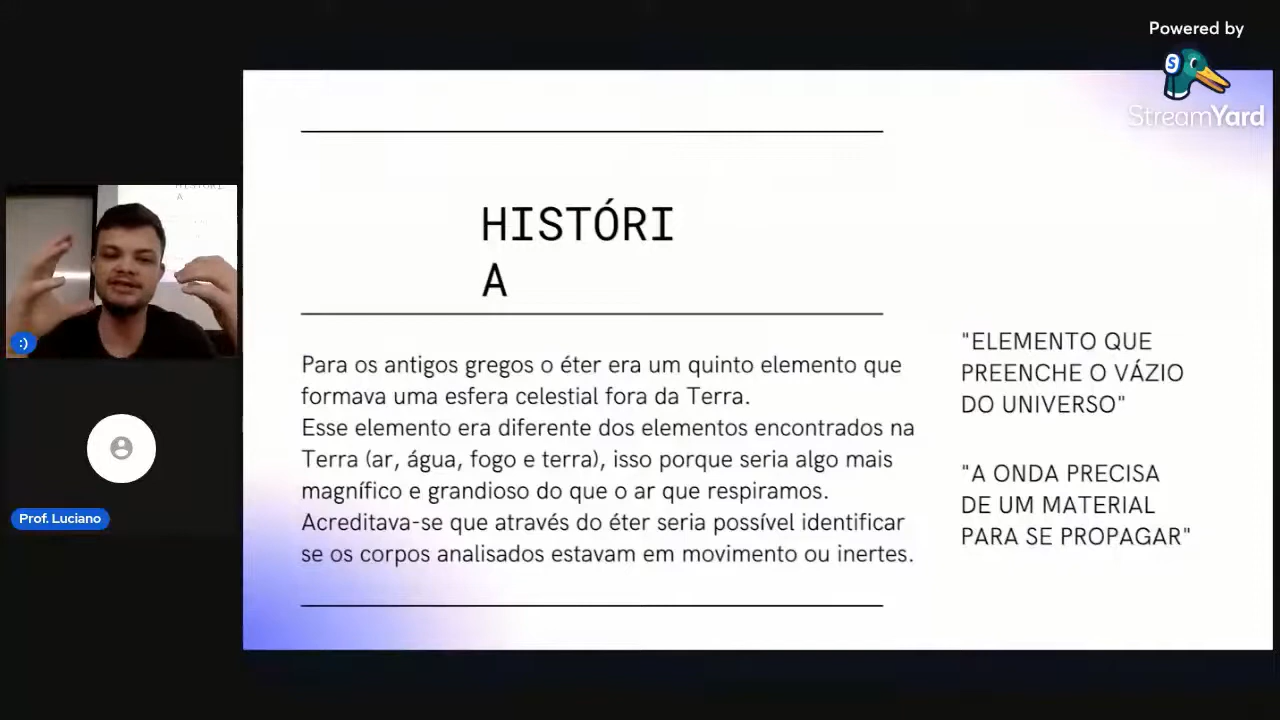 Powered by
StreamYard
HISTÓRI
A
Para os antigos gregos o éter era um quinto elemento que
formava uma esfera celestial fora da Terra.
Esse elemento era diferente dos elementos encontrados na
Terra (ar, água, fogo e terra), isso porque seria algo mais
magnífico e grandioso do que o ar que respiramos.
Acreditava-se que através do éter seria possível identificar
se os corpos analisados estavam em movimento ou inertes.
"ELEMENTO QUE
PREENCHE O VÁZIO
DO UNIVERSO"
"A ONDA PRECISA
DE UM MATERIAL
PARA SE PROPAGAR"
HISTÓRI
A
:)
Prof. Luciano